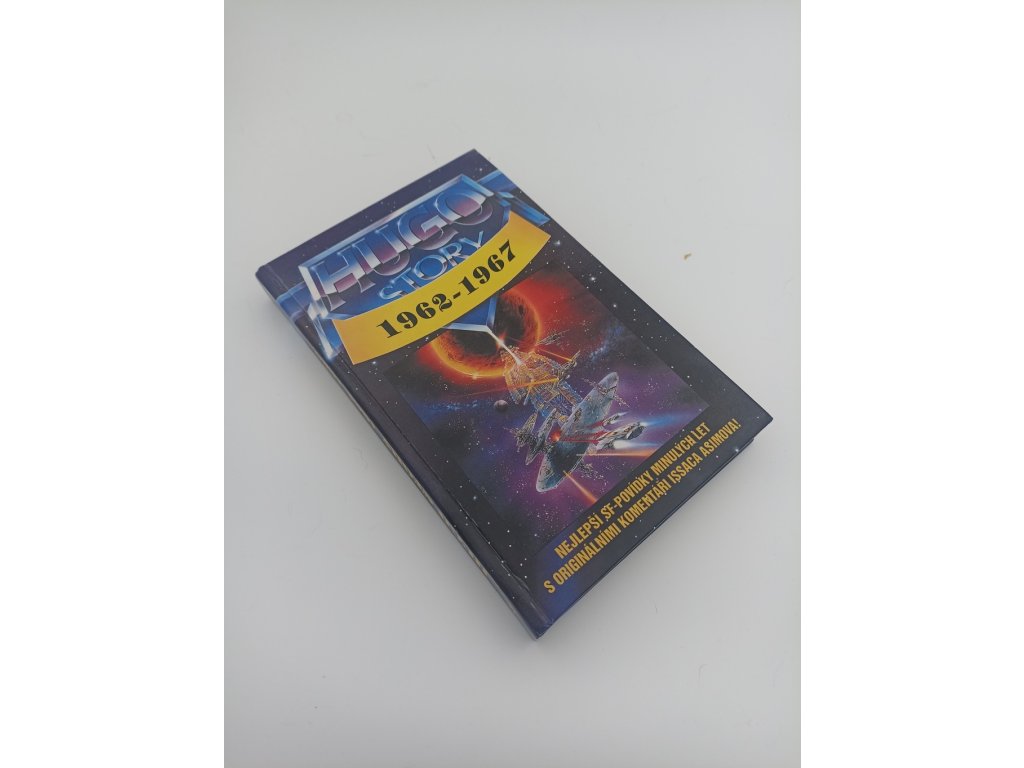 HUGO
STORY
1962-1967
NEJLEPŠÍ SF-POVÍDKY MINULÝCH LET
S ORIGINÁLNÍMI KOMENTÁŘI ISSACA ASIMOVA!